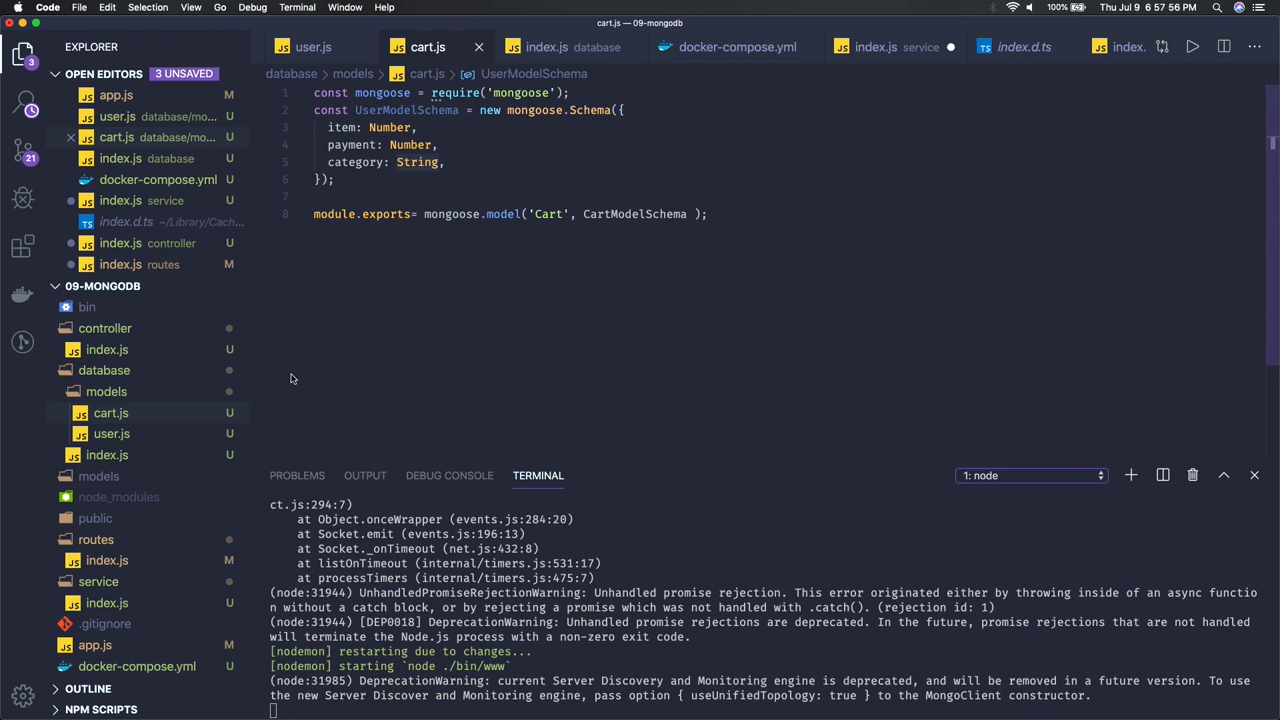 Code File Edit Selection View Go Debug Terminal Window Help 100% Thu Jul 9 6:57:56 PM
cart.js — 09-mongodb
EXPLORER
user.js cart.js index.js database docker-compose.yml index.js service index.d.ts index.
OPEN EDITORS 3 UNSAVED
database models cart.js UserModelSchema
app.js M
user.js database/mo... U
cart.js database/mo... U
index.js database U
docker-compose.yml U
index.js service U
index.d.ts ~/Library/Cach...
index.js controller U
index.js routes M
09-MONGODB
bin
controller
index.js U
database
models
cart.js U
user.js U
index.js U
models
node_modules
public
routes
index.js M
service
index.js U
.gitignore U
app.js M
docker-compose.yml U
OUTLINE
NPM SCRIPTS
3
21
1 const mongoose = require('mongoose');
2 const UserModelSchema = new mongoose.Schema({
3 item: Number,
4 payment: Number,
5 category: String,
6 });
7
8 module.exports= mongoose.model('Cart', CartModelSchema );
PROBLEMS OUTPUT DEBUG CONSOLE TERMINAL 1: node
ct.js:294:7)
at Object.onceWrapper (events.js:284:20)
at Socket.emit (events.js:196:13)
at Socket._onTimeout (net.js:432:8)
at listOnTimeout (internal/timers.js:531:17)
at processTimers (internal/timers.js:475:7)
(node:31944) UnhandledPromiseRejectionWarning: Unhandled promise rejection. This error originated either by throwing inside of an async functio
n without a catch block, or by rejecting a promise which was not handled with .catch(). (rejection id: 1)
(node:31944) [DEP0018] DeprecationWarning: Unhandled promise rejections are deprecated. In the future, promise rejections that are not handled
will terminate the Node.js process with a non-zero exit code.
[nodemon] restarting due to changes...
[nodemon] starting `node ./bin/www`
(node:31985) DeprecationWarning: current Server Discovery and Monitoring engine is deprecated, and will be removed in a future version. To use
the new Server Discover and Monitoring engine, pass option { useUnifiedTopology: true } to the MongoClient constructor.